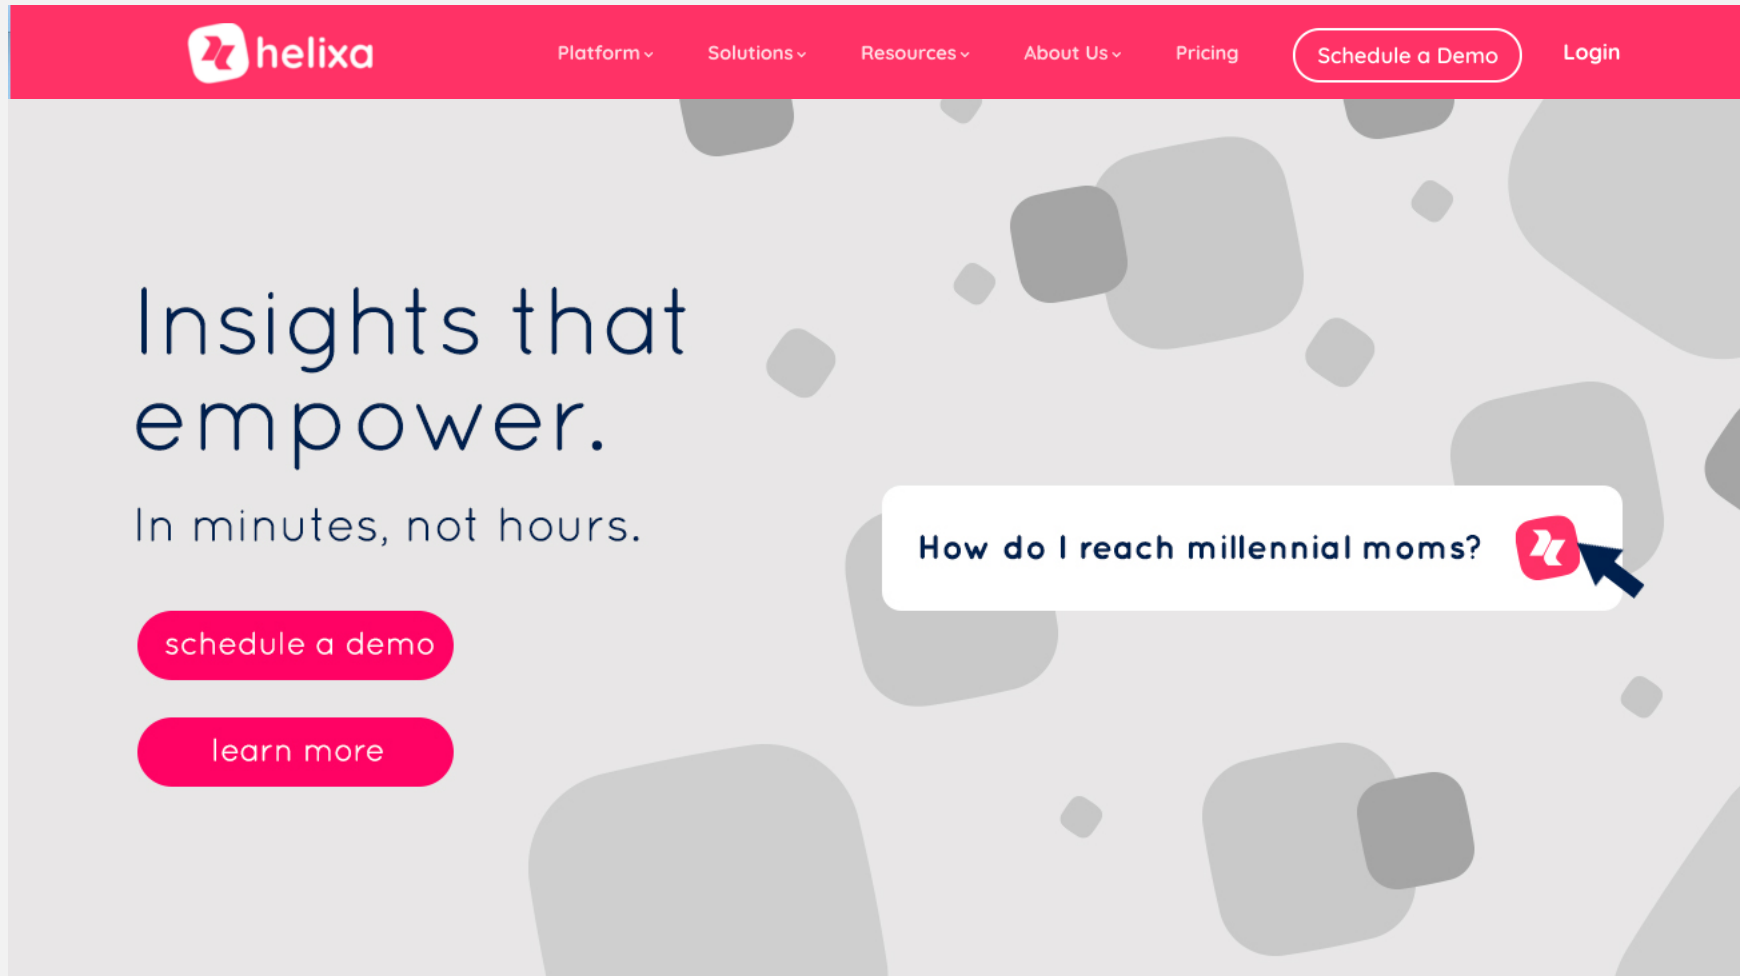 helixa
Platform
Solutions
Resources
About Us
Pricing
Schedule a Demo
Login
Insights that
empower.
In minutes, not hours.
How do I reach millennial moms?
schedule a demo
learn more